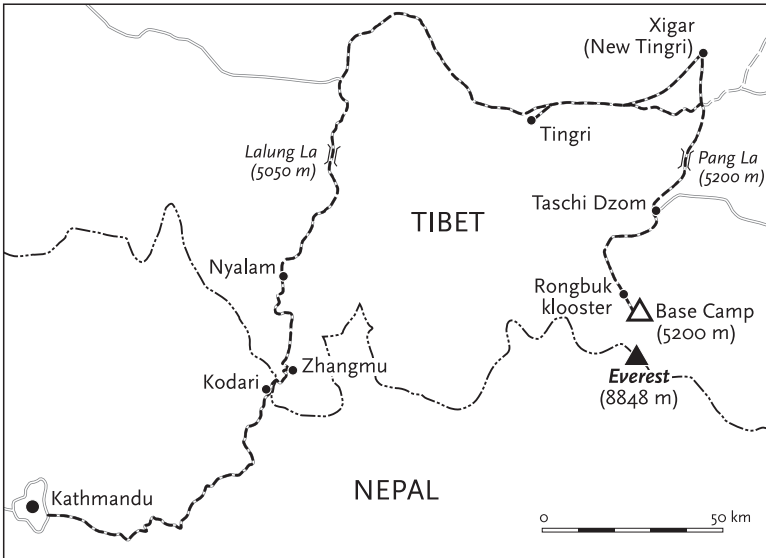 Xigar
(New Tingri)
Tingri
Lalung La
(5050 m)
Pang La
(5200 m)
Taschi Dzom
TIBET
Nyalam
Rongbuk
klooster
Base Camp
(5200 m)
Zhangmu
Kodari
Everest
(8848 m)
Kathmandu
NEPAL
0 50 km